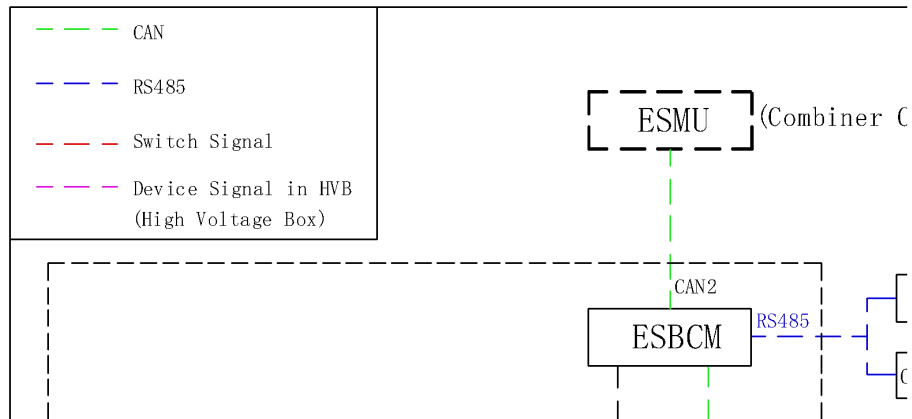 CAN
RS485
Switch Signal
Device Signal in HVB
(High Voltage Box)
ESMU
(Combiner
CAN2
ESBCM
RS485